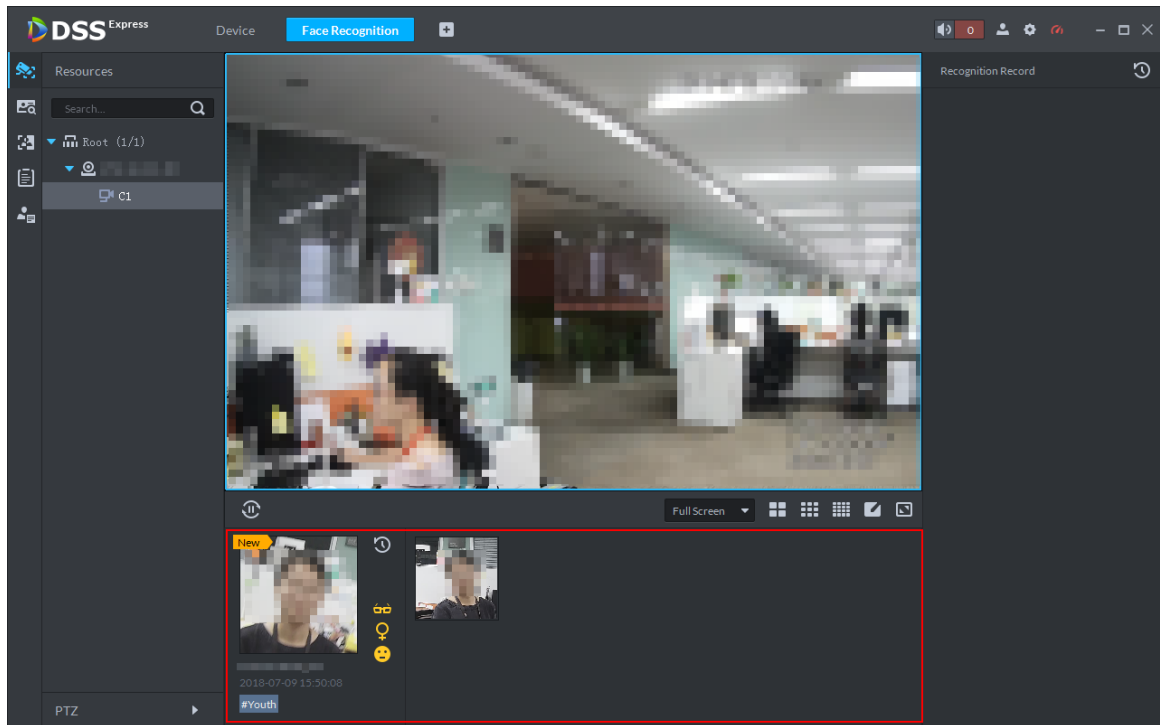 DSS Express
Device
Face Recognition
0
Resources
Recognition Record
Search...
Root (1/1)
C1
Full Screen
New
2018-07-09 15:50:08
#Youth
PTZ